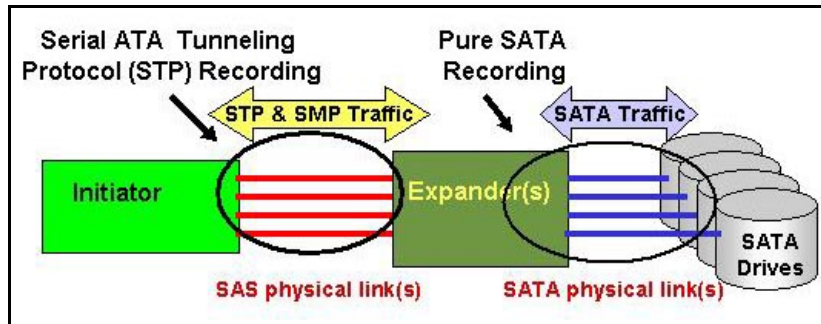 Serial ATA Tunneling
Protocol (STP) Recording
Pure SATA
Recording
STP & SMP Traffic
SATA Traffic
Initiator
Expander(s)
SATA
Drives
SAS physical link(s)
SATA physical link(s)